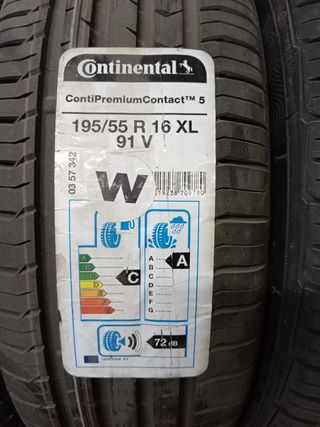 Continental
ContiPremiumContact™ 5
195/55 R 16 XL
91 V
03 57 342
W
A
B
C
D
E
F
G
C
A
B
C
D
E
F
G
A
72 dB